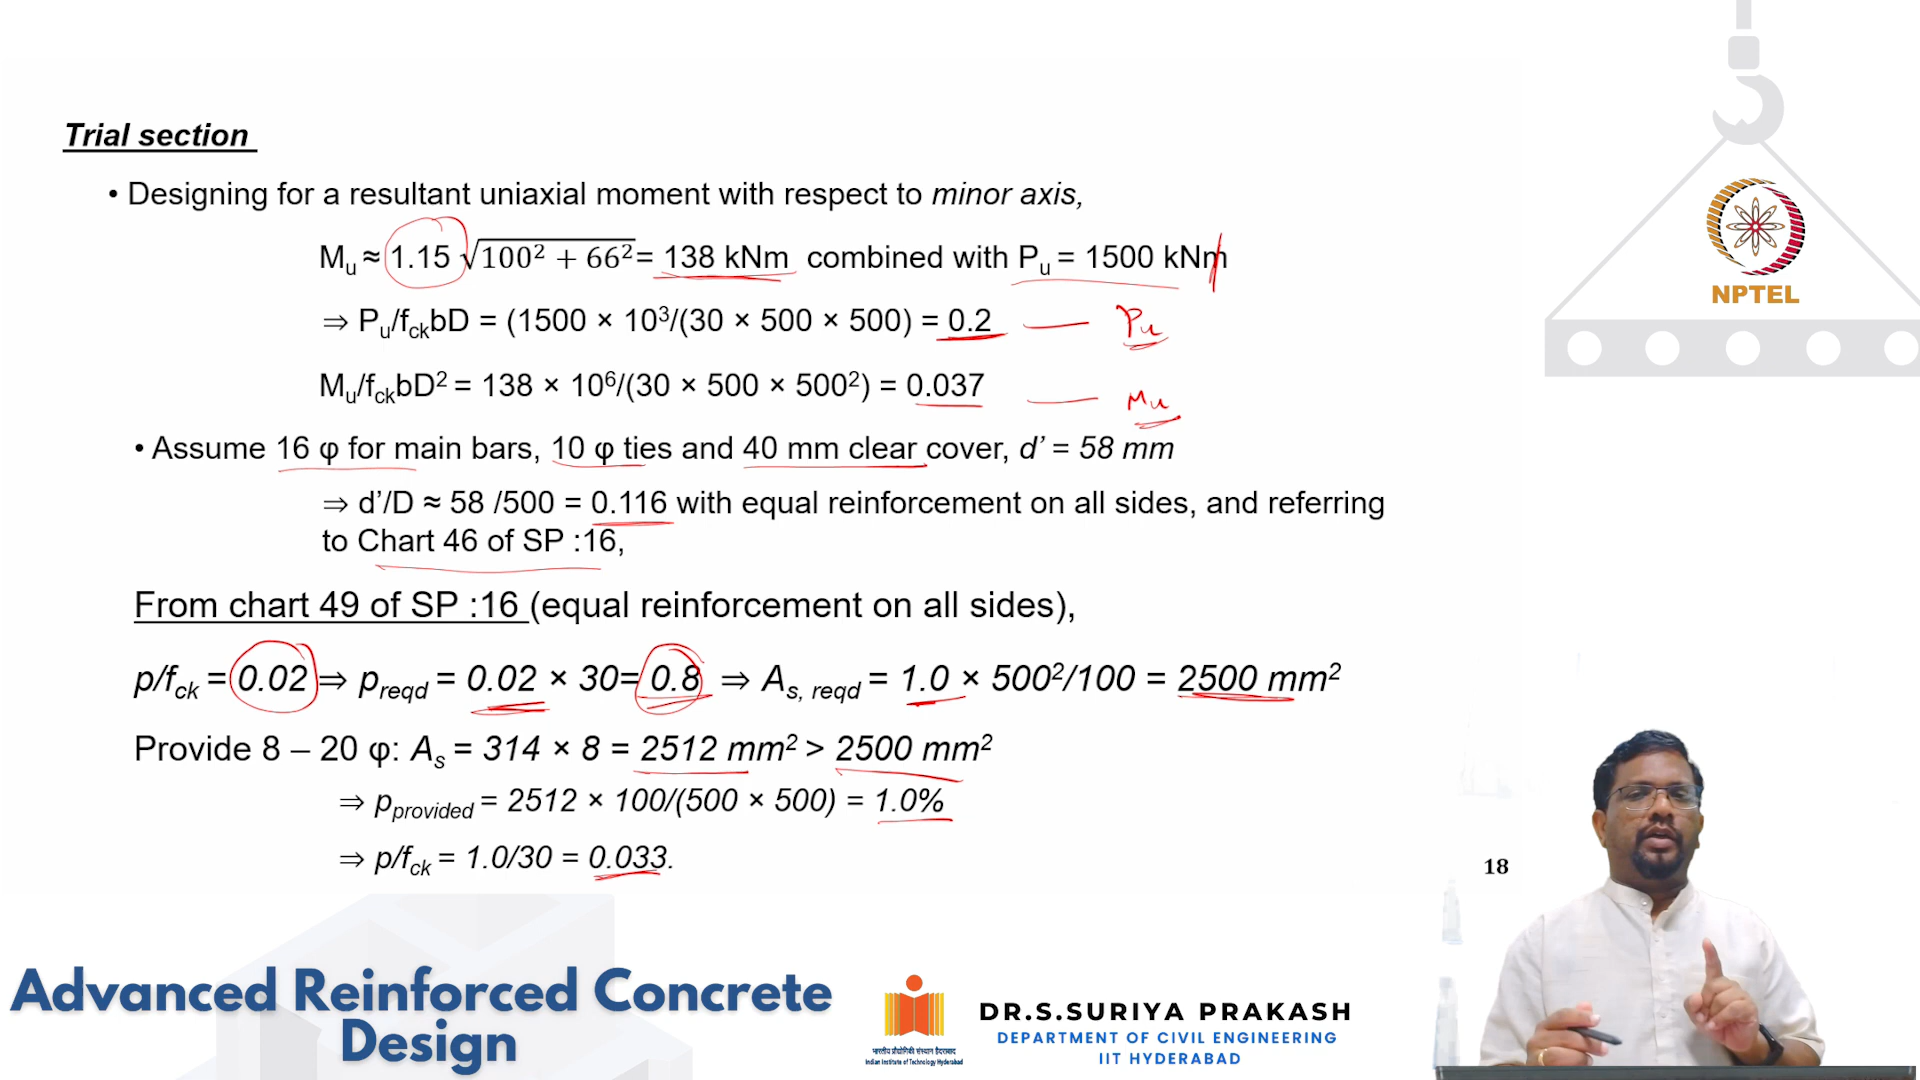 Trial section
• Designing for a resultant uniaxial moment with respect to minor axis,
Mu ≈ 1.15 √100² + 66² = 138 kNm combined with Pu = 1500 kNm
⇒ Pu/fckbD = (1500 × 10³/(30 × 500 × 500) = 0.2 — Pu
Mu/fckbD² = 138 × 10⁶/(30 × 500 × 500²) = 0.037 — Mu
• Assume 16 φ for main bars, 10 φ ties and 40 mm clear cover, d’ = 58 mm
⇒ d’/D ≈ 58 /500 = 0.116 with equal reinforcement on all sides, and referring
to Chart 46 of SP :16,
From chart 49 of SP :16 (equal reinforcement on all sides),
p/fck = 0.02 ⇒ preqd = 0.02 × 30= 0.8 ⇒ As, reqd = 1.0 × 500²/100 = 2500 mm²
Provide 8 – 20 φ: As = 314 × 8 = 2512 mm² > 2500 mm²
⇒ pprovided = 2512 × 100/(500 × 500) = 1.0%
⇒ p/fck = 1.0/30 = 0.033.
18
NPTEL
Advanced Reinforced Concrete
Design
भारतीय प्रौद्योगिकी संस्थान हैदराबाद
Indian Institute of Technology Hyderabad
DR.S.SURIYA PRAKASH
DEPARTMENT OF CIVIL ENGINEERING
IIT HYDERABAD